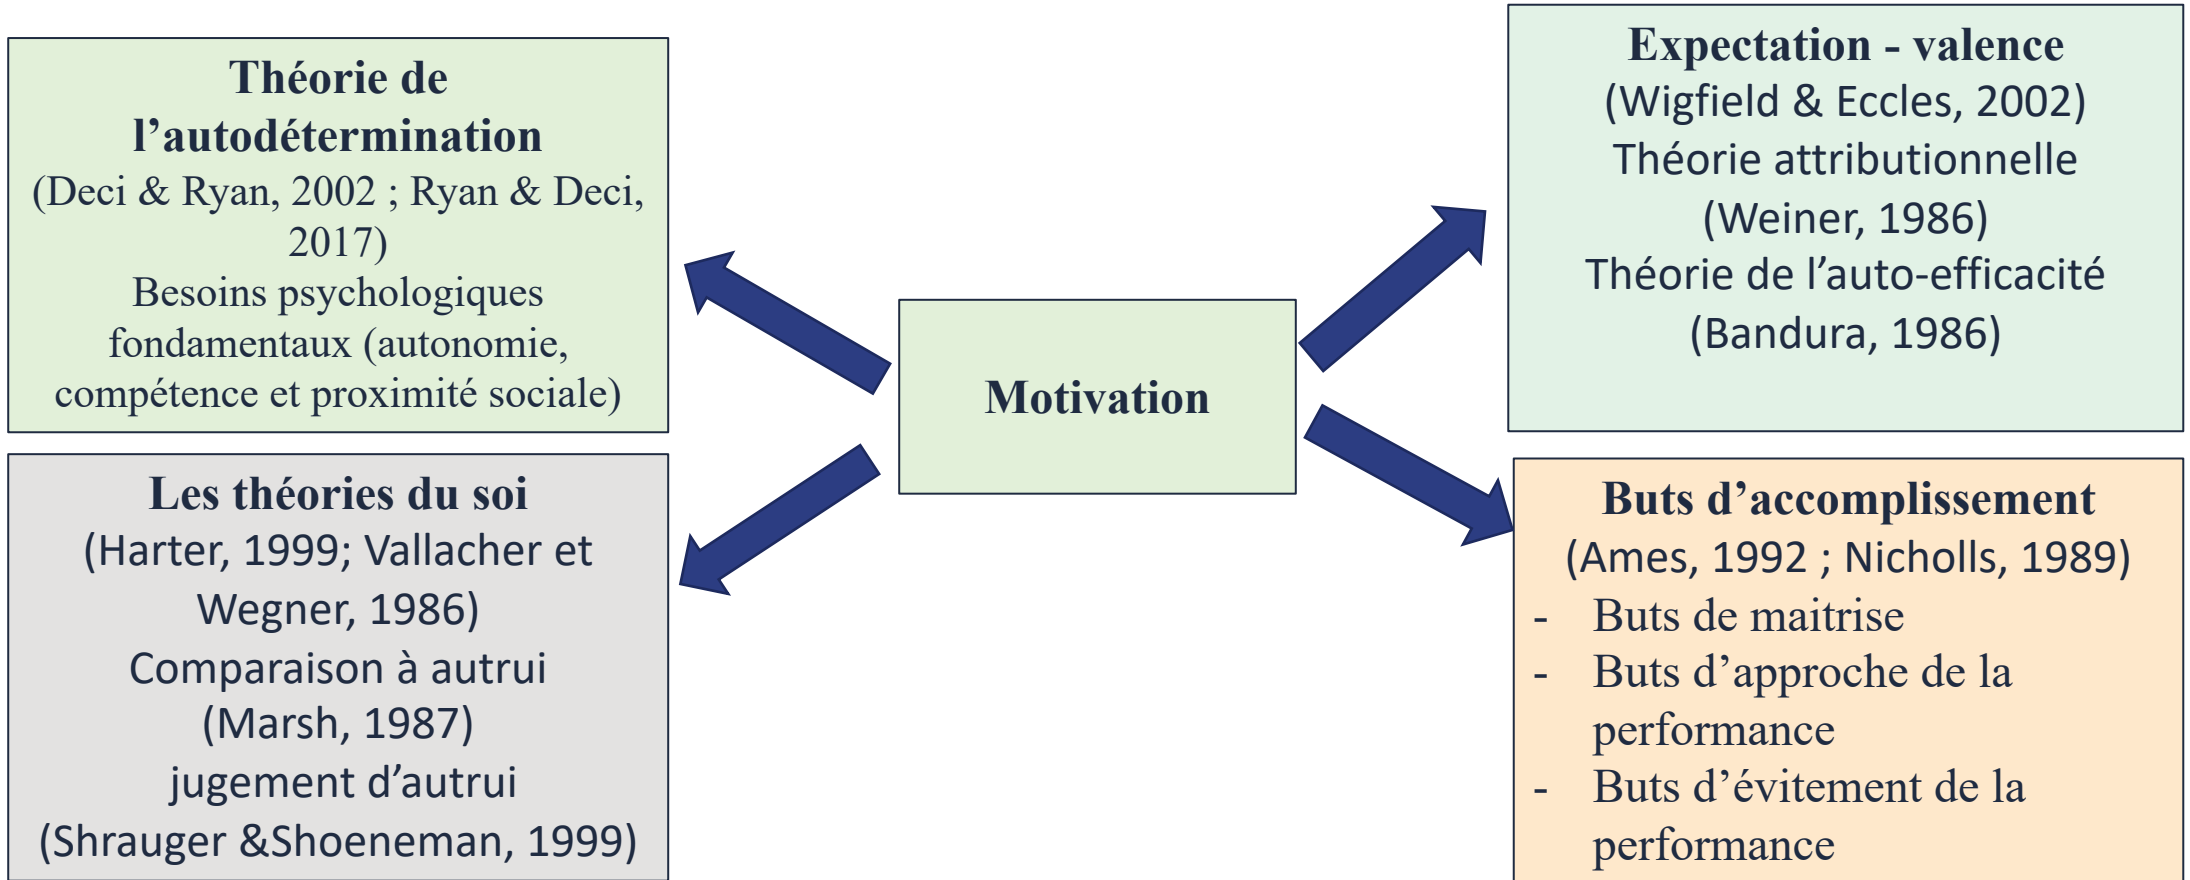 Théorie de
l’autodétermination
(Deci & Ryan, 2002 ; Ryan & Deci,
2017)
Besoins psychologiques
fondamentaux (autonomie,
compétence et proximité sociale)
Les théories du soi
(Harter, 1999; Vallacher et
Wegner, 1986)
Comparaison à autrui
(Marsh, 1987)
jugement d’autrui
(Shrauger &Shoeneman, 1999)
Motivation
Expectation - valence
(Wigfield & Eccles, 2002)
Théorie attributionnelle
(Weiner, 1986)
Théorie de l’auto-efficacité
(Bandura, 1986)
Buts d’accomplissement
(Ames, 1992 ; Nicholls, 1989)
- Buts de maitrise
- Buts d’approche de la
performance
- Buts d’évitement de la
performance